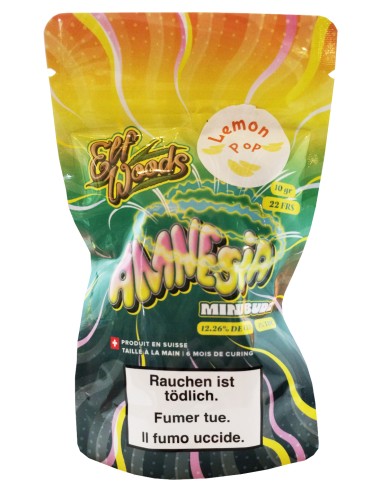 Lemon
PoP
Elf
Woods
10 gr
22 FRS
AMNESIA
MINIBUDS
12.26% DE
PRODUIT EN SUISSE
TAILLÉ À LA MAIN | 6 MOIS DE CURING
Rauchen ist
tödlich.
Fumer tue.
Il fumo uccide.